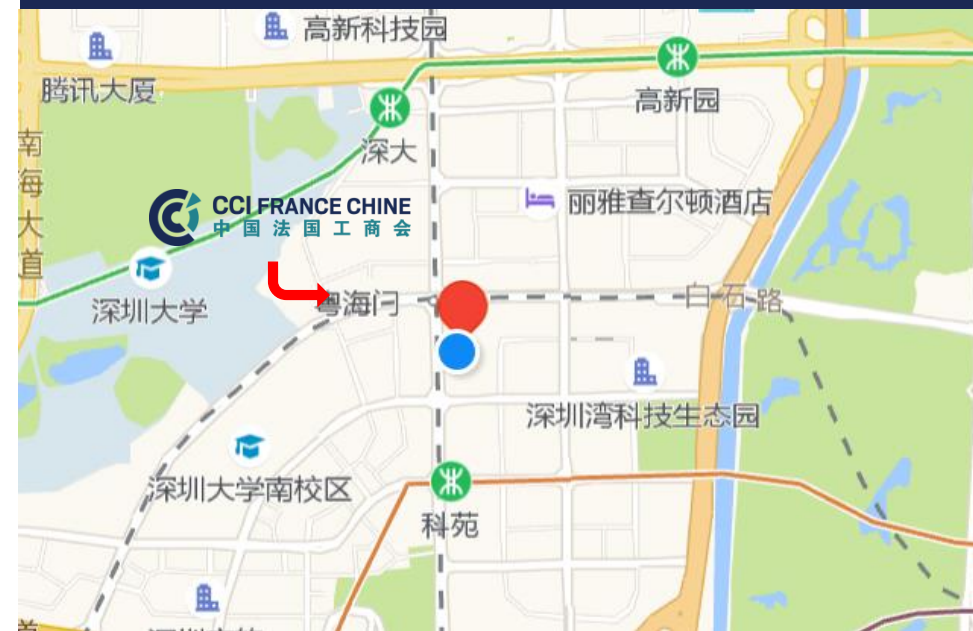 高新科技园
腾讯大厦
高新园
南海大道
深大
丽雅查尔顿酒店
CCI FRANCE CHINE
中国法国工商会
深圳大学
粤海门
白石路
深圳湾科技生态园
深圳大学南校区
科苑